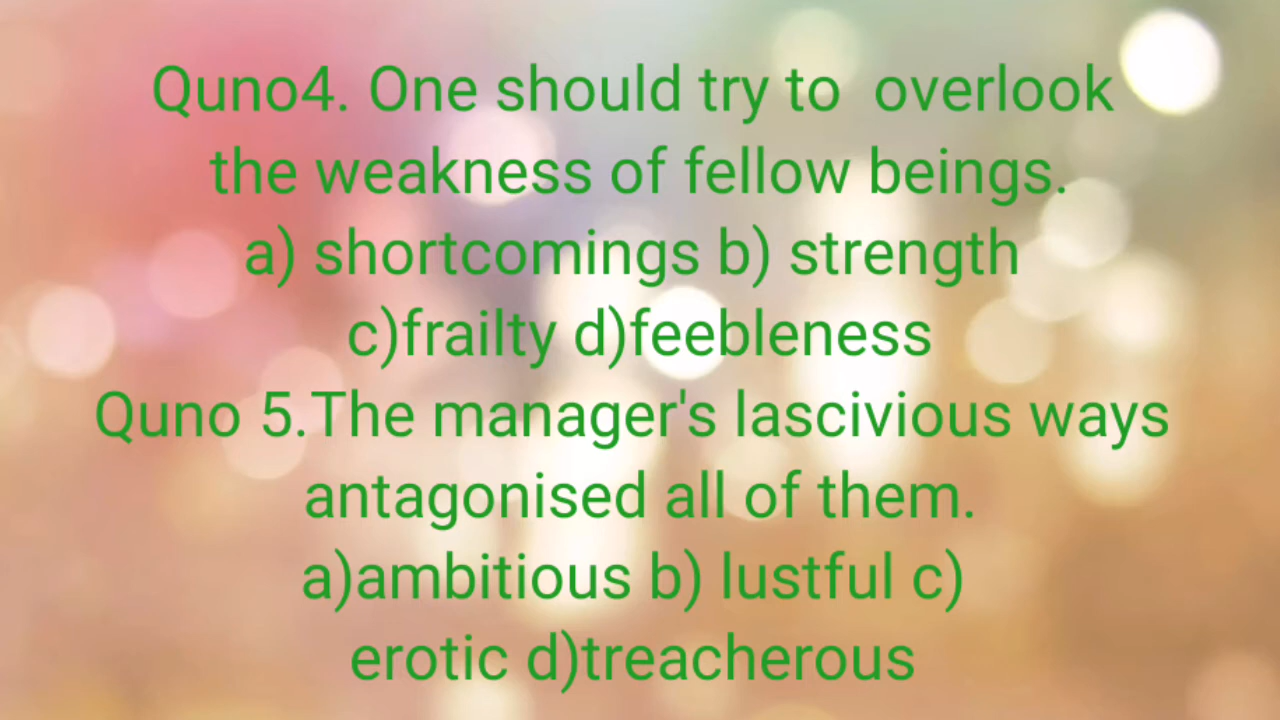 Quno4. One should try to  overlook
the weakness of fellow beings.
a) shortcomings b) strength
c)frailty d)feebleness
Quno 5.The manager's lascivious ways
antagonised all of them.
a)ambitious b) lustful c)
erotic d)treacherous